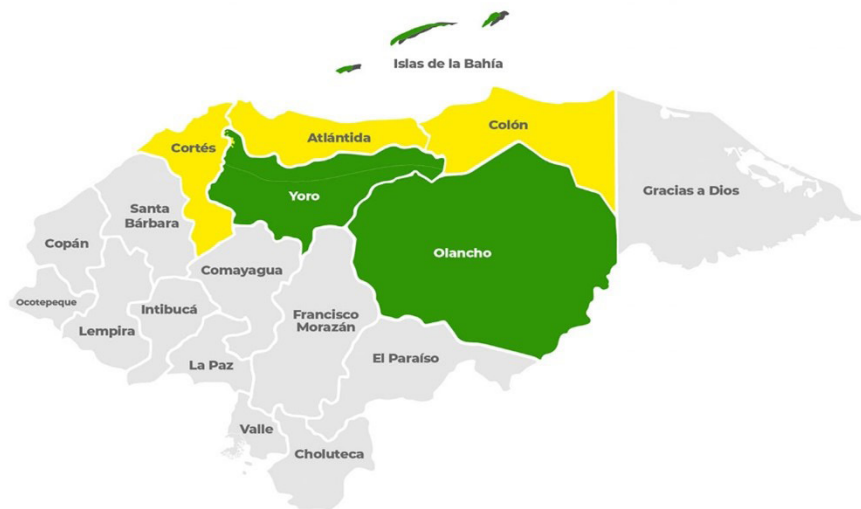 Islas de la Bahía
Cortés
Atlántida
Colón
Yoro
Gracias a Dios
Santa
Bárbara
Copán
Olancho
Comayagua
Ocotepeque
Intibucá
Francisco
Morazán
Lempira
La Paz
El Paraíso
Valle
Choluteca